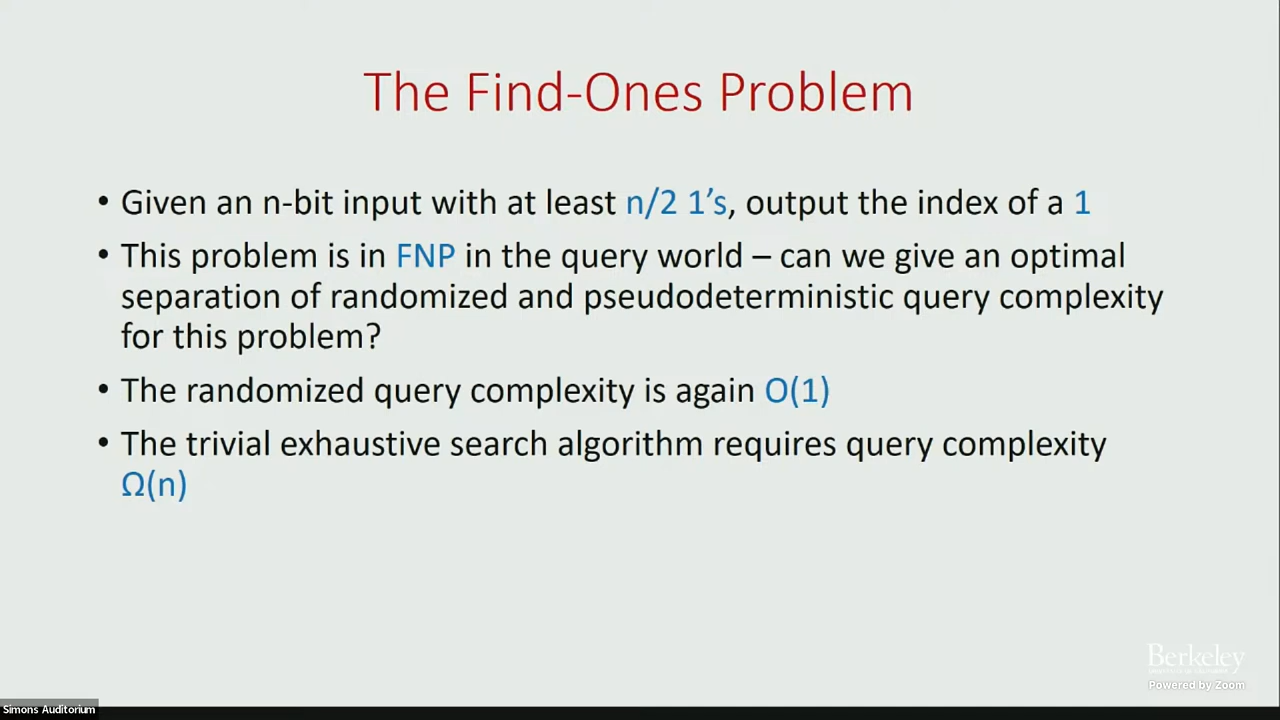 The Find-Ones Problem
• Given an n-bit input with at least n/2 1's, output the index of a 1
• This problem is in FNP in the query world – can we give an optimal
separation of randomized and pseudodeterministic query complexity
for this problem?
• The randomized query complexity is again O(1)
• The trivial exhaustive search algorithm requires query complexity
Ω(n)
Berkeley
Powered by Zoom
Simons Auditorium